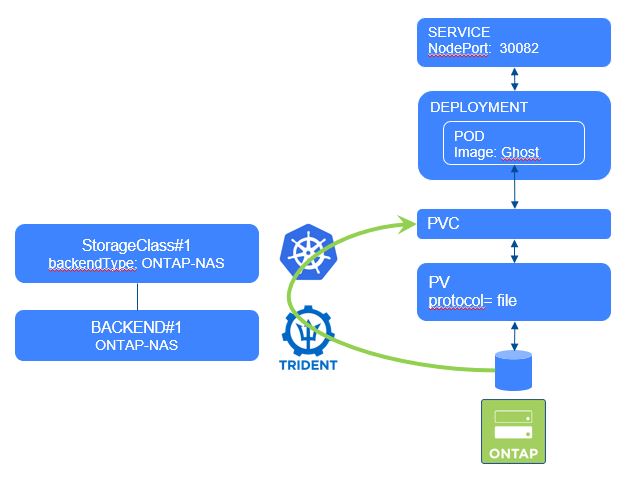 SERVICE
NodePort:  30082
DEPLOYMENT
POD
Image: Ghost
PVC
StorageClass#1
backendType: ONTAP-NAS
PV
protocol= file
BACKEND#1
ONTAP-NAS
TRIDENT
ONTAP